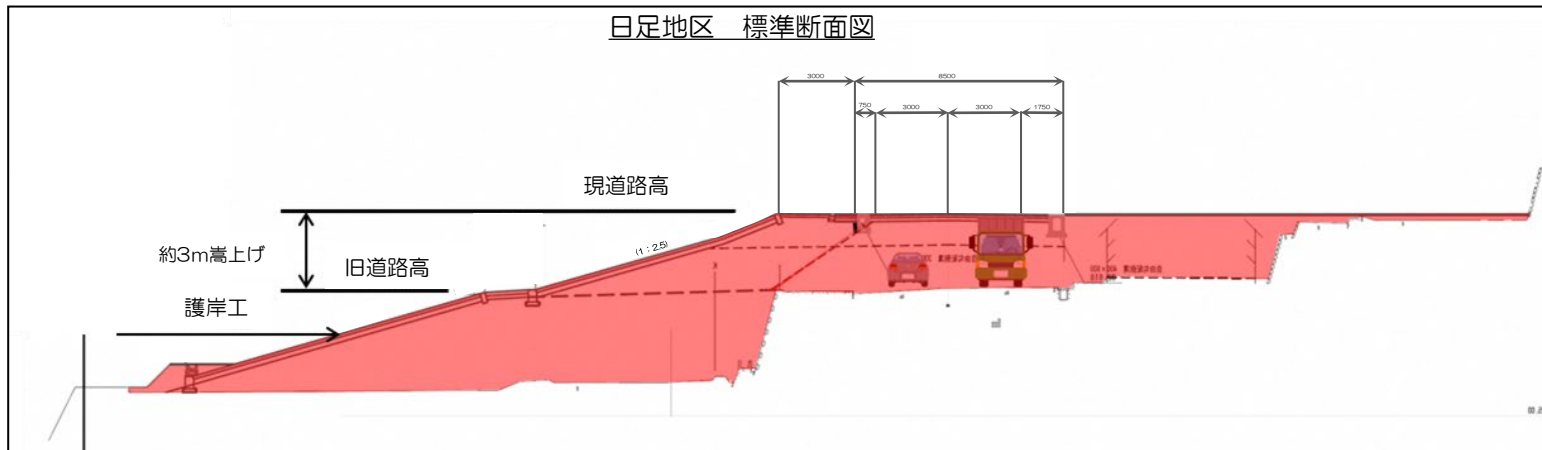 日足地区　標準断面図
3000
8500
750
3000
3000
1750
現道路高
約3m嵩上げ
旧道路高
(1：2.5)
護岸工